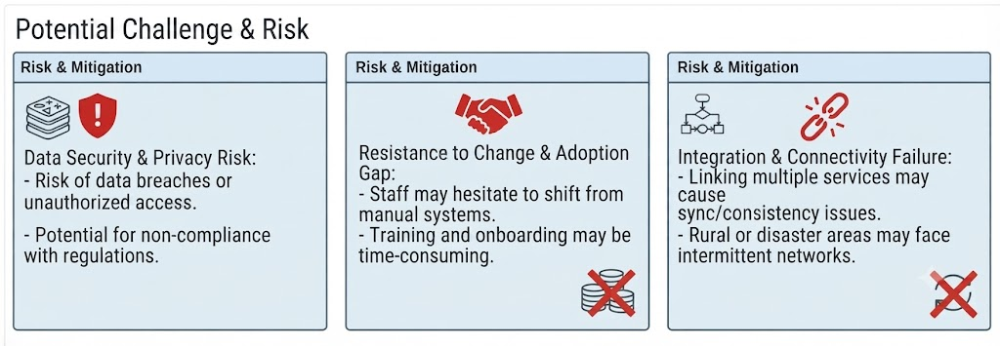 Potential Challenge & Risk
Risk & Mitigation
Data Security & Privacy Risk:
- Risk of data breaches or
unauthorized access.
- Potential for non-compliance
with regulations.
Risk & Mitigation
Resistance to Change & Adoption
Gap:
- Staff may hesitate to shift from
manual systems.
- Training and onboarding may be
time-consuming.
Risk & Mitigation
Integration & Connectivity Failure:
- Linking multiple services may
cause
sync/consistency issues.
- Rural or disaster areas may face
intermittent networks.